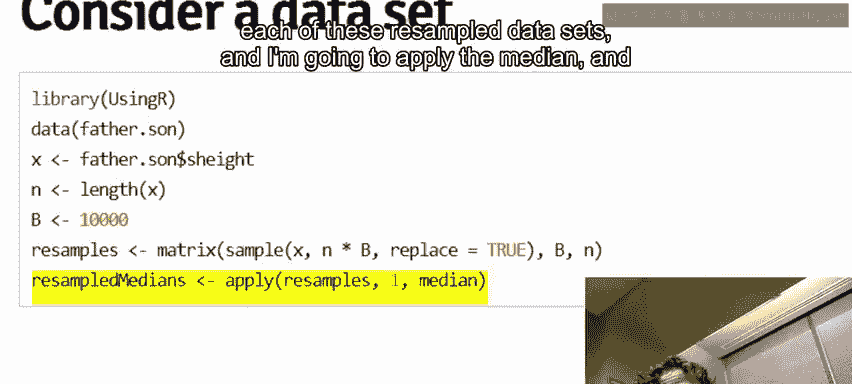 Consider a data set
each of these resampled data sets,
and I'm going to apply the median, and
library(UsingR)
data(father.son)
x <- father.son$sheight
n <- length(x)
B <- 10000
resamples <- matrix(sample(x, n * B, replace = TRUE), B, n)
resampledMedians <- apply(resamples, 1, median)